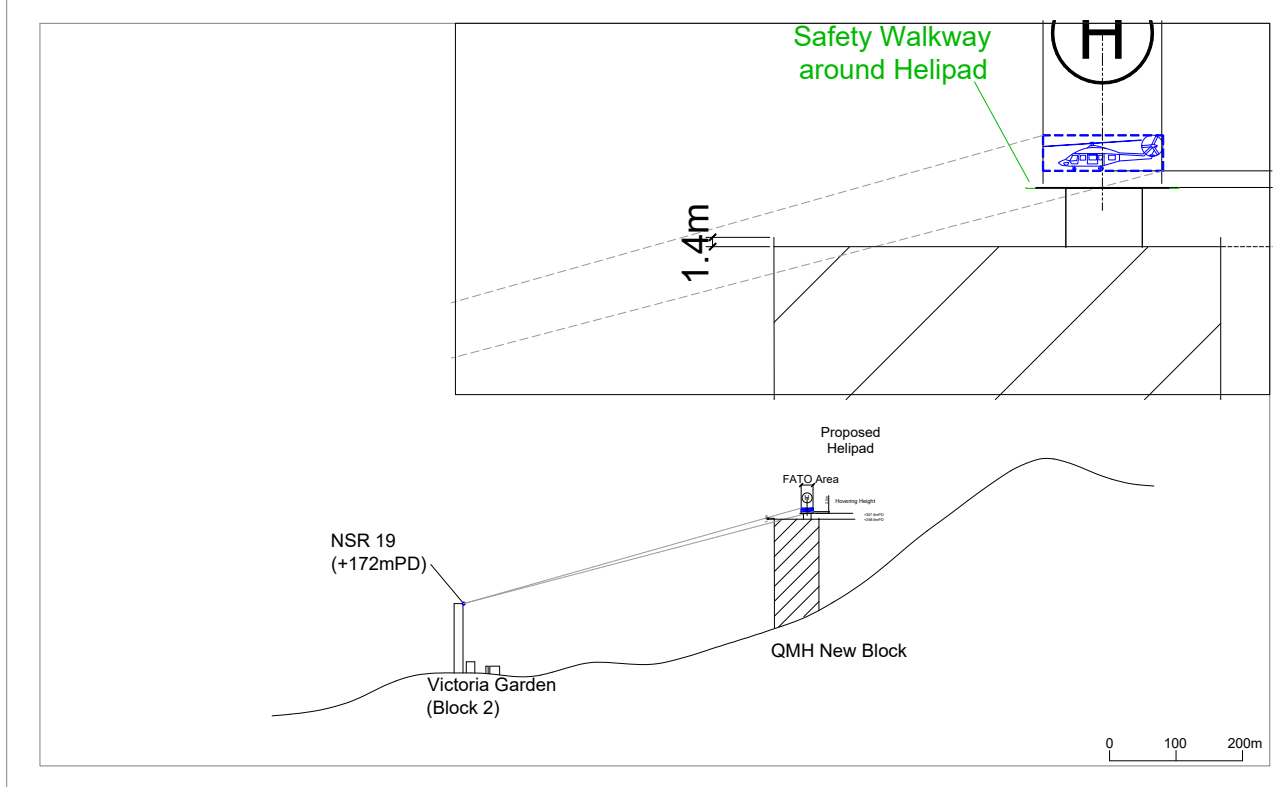 H
Safety Walkway
around Helipad
1.4m
Proposed
Helipad
FATO Area
H
Hovering Height
NSR 19
(+172mPD)
QMH New Block
Victoria Garden
(Block 2)
0 100 200m